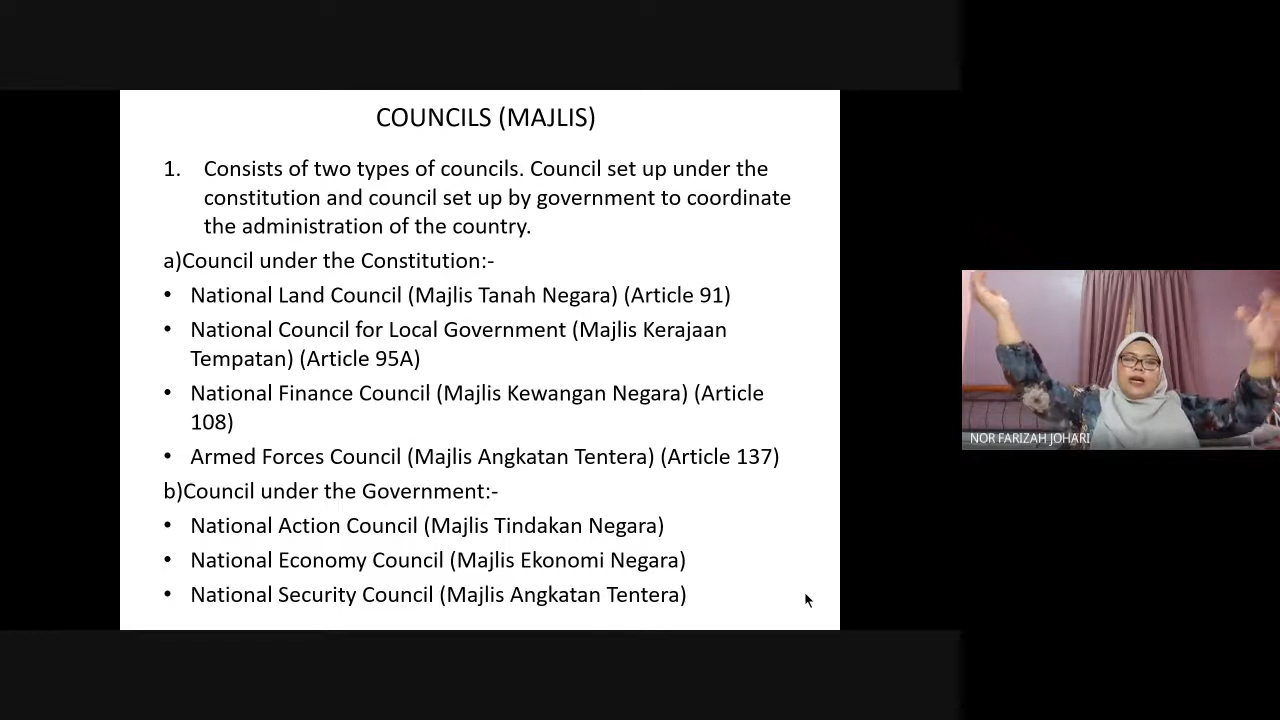 COUNCILS (MAJLIS)
1. Consists of two types of councils. Council set up under the
constitution and council set up by government to coordinate
the administration of the country.
a)Council under the Constitution:-
• National Land Council (Majlis Tanah Negara) (Article 91)
• National Council for Local Government (Majlis Kerajaan
Tempatan) (Article 95A)
• National Finance Council (Majlis Kewangan Negara) (Article
108)
• Armed Forces Council (Majlis Angkatan Tentera) (Article 137)
b)Council under the Government:-
• National Action Council (Majlis Tindakan Negara)
• National Economy Council (Majlis Ekonomi Negara)
• National Security Council (Majlis Angkatan Tentera)
NOR FARIZAH JOHARI